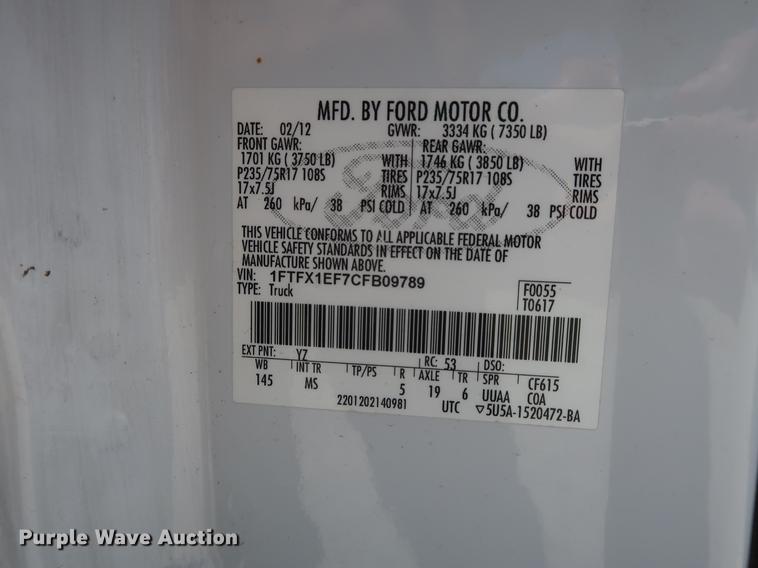 MFD. BY FORD MOTOR CO.
DATE: 02/12 GVWR: 3334 KG ( 7350 LB)
FRONT GAWR: REAR GAWR:
1701 KG ( 3750 LB) WITH 1746 KG ( 3850 LB) WITH
P235/75R17 108S TIRES P235/75R17 108S TIRES
17x7.5J RIMS 17x7.5J RIMS
AT 260 kPa/ 38 PSI COLD AT 260 kPa/ 38 PSI COLD
Ford
THIS VEHICLE CONFORMS TO ALL APPLICABLE FEDERAL MOTOR
VEHICLE SAFETY STANDARDS IN EFFECT ON THE DATE OF
MANUFACTURE SHOWN ABOVE.
VIN: 1FTFX1EF7CFB09789 F0055
TYPE: Truck T0617
EXT PNT: YZ RC: 53 DSO:
WB INT TR TP/PS R AXLE TR SPR CF615
145 MS 5 19 6 UUAA COA
2201202140981 UTC ▽5U5A-1520472-BA
Purple Wave Auction